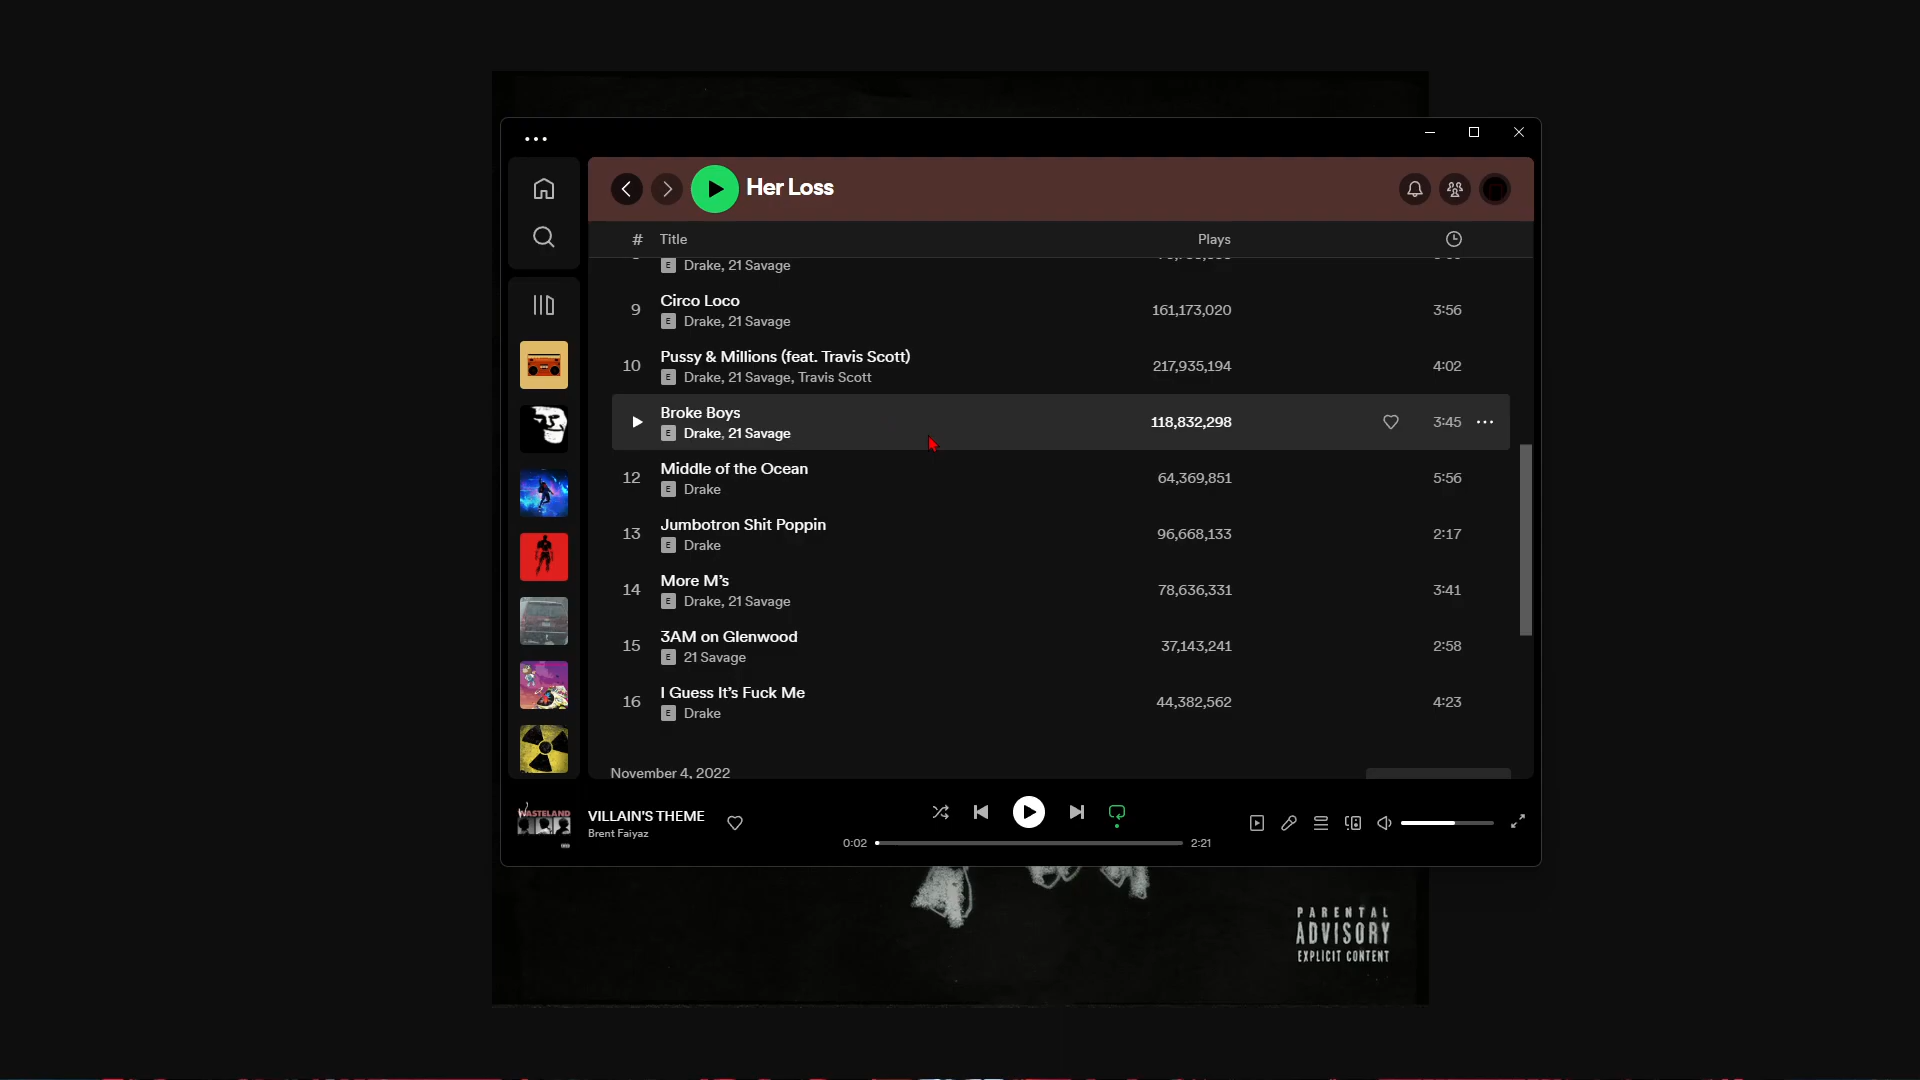 Her Loss
# Title Plays
E Drake, 21 Savage
9 Circo Loco 161,173,020 3:56
E Drake, 21 Savage
10 Pussy & Millions (feat. Travis Scott) 217,935,194 4:02
E Drake, 21 Savage, Travis Scott
Broke Boys 118,832,298 3:45
E Drake, 21 Savage
12 Middle of the Ocean 64,369,851 5:56
E Drake
13 Jumbotron Shit Poppin 96,668,133 2:17
E Drake
14 More M’s 78,636,331 3:41
E Drake, 21 Savage
15 3AM on Glenwood 37,143,241 2:58
E 21 Savage
16 I Guess It’s Fuck Me 44,382,562 4:23
E Drake
November 4, 2022
WASTELAND
VILLAIN'S THEME
Brent Faiyaz
0:02 2:21
PARENTAL
ADVISORY
EXPLICIT CONTENT